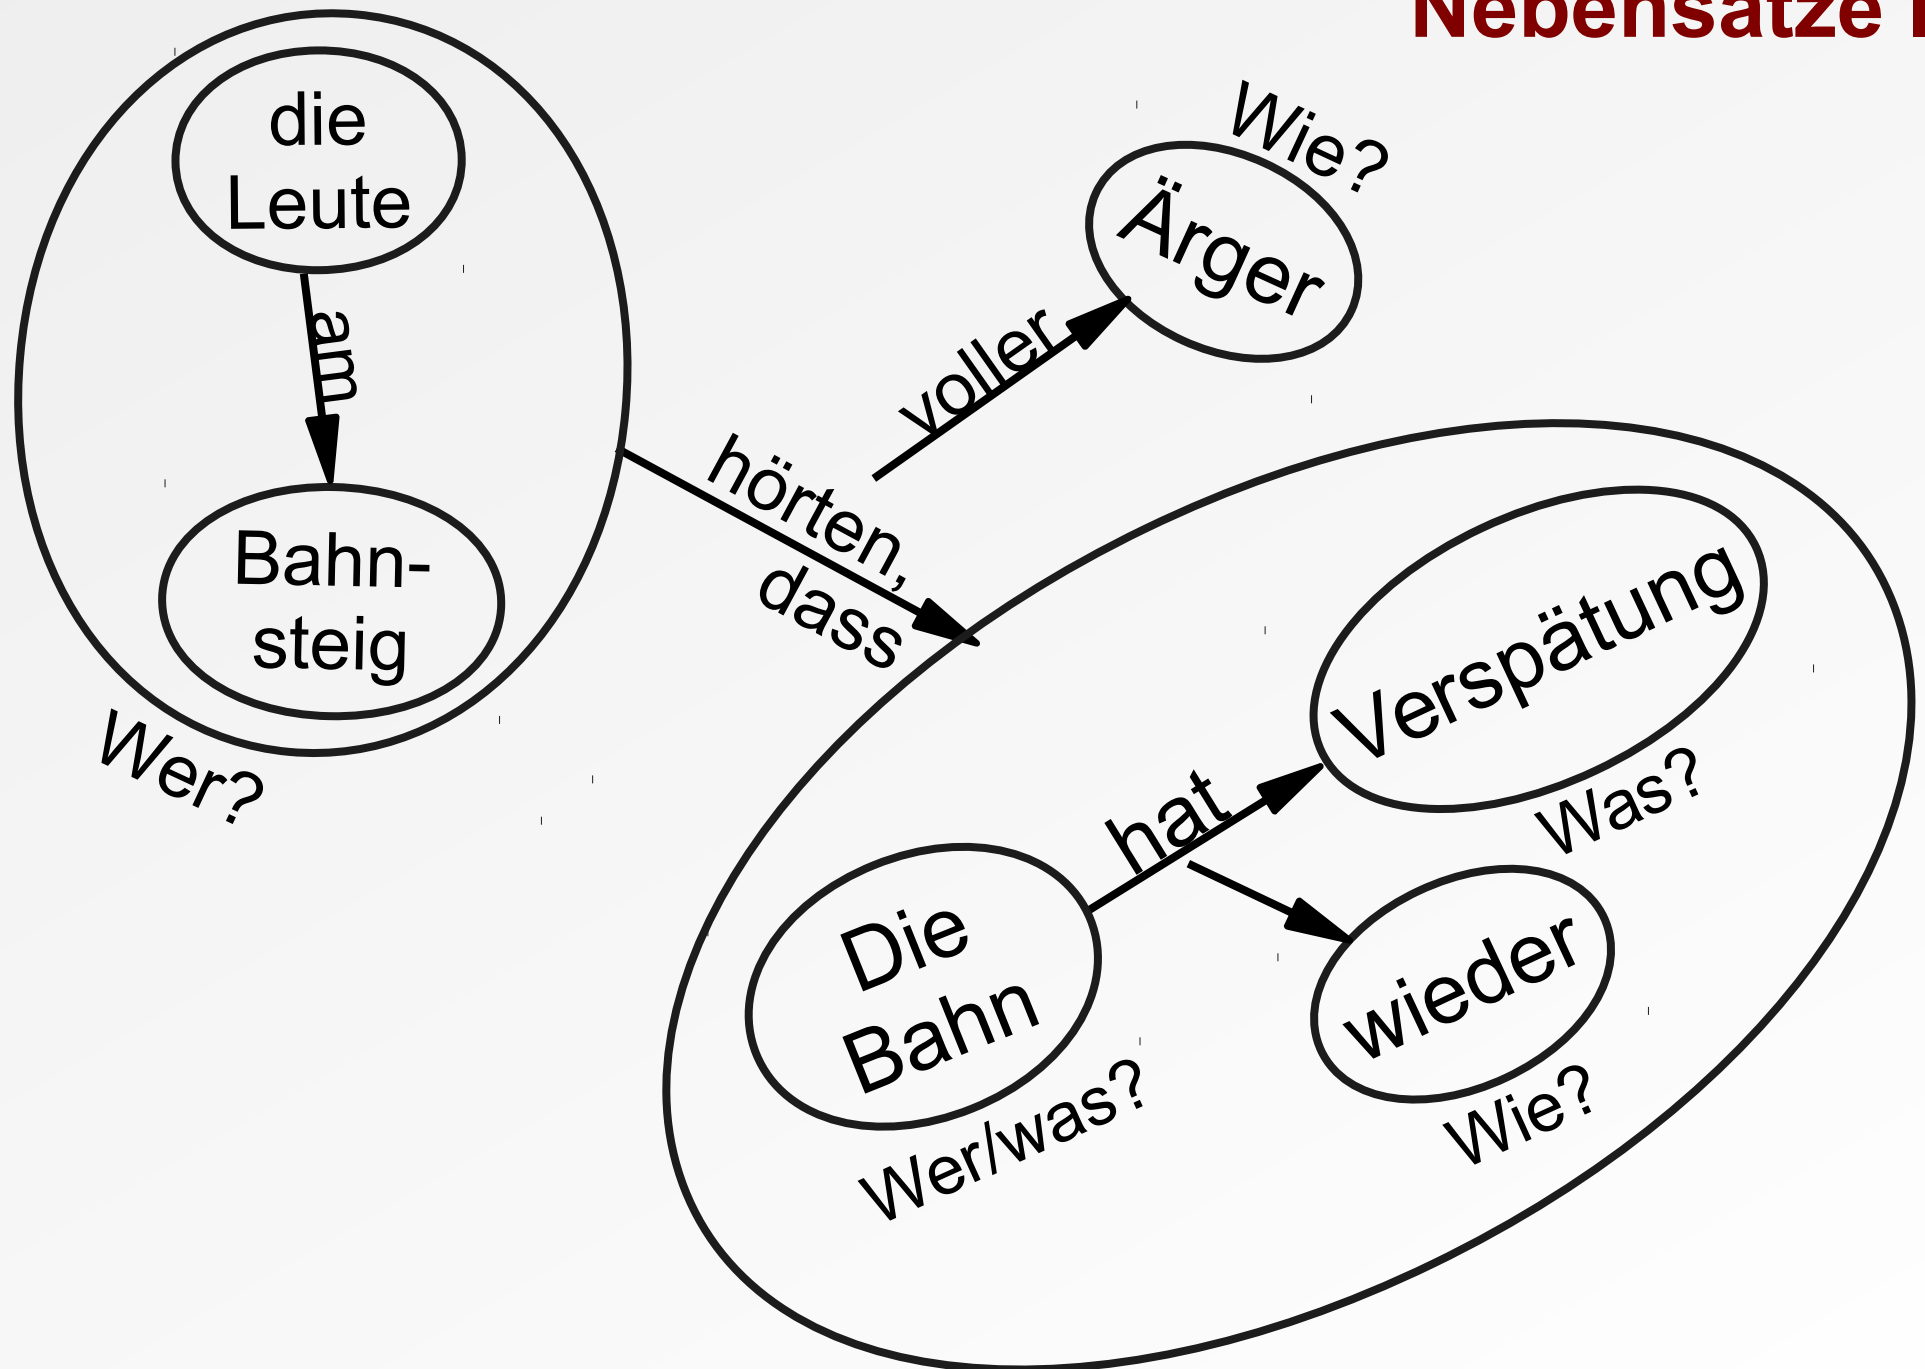 Nebensätze
die
Leute
am
Bahn-
steig
Wer?
hörten,
dass
voller
Wie?
Ärger
Die
Bahn
Wer/was?
hat
Verspätung
Was?
wieder
Wie?